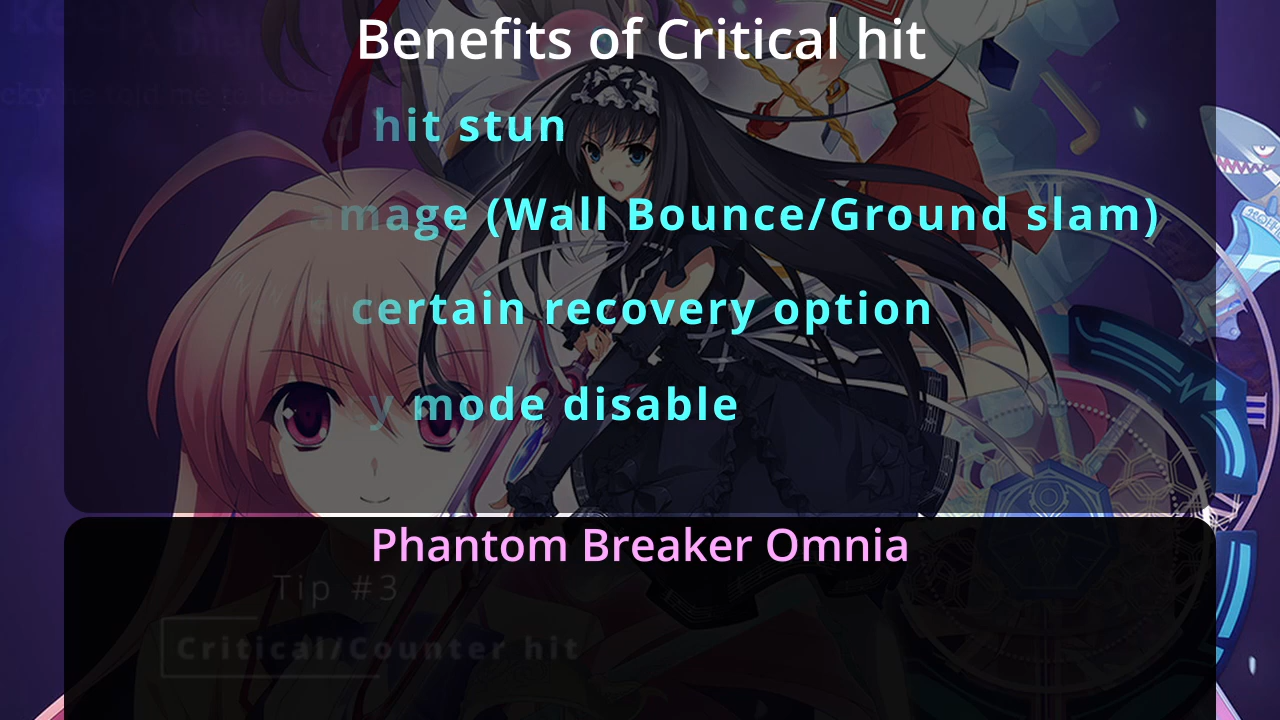 Benefits of Critical hit
hit stun
amage (Wall Bounce/Ground slam)
certain recovery option
y mode disable
Phantom Breaker Omnia
Tip #3
Critical/Counter hit